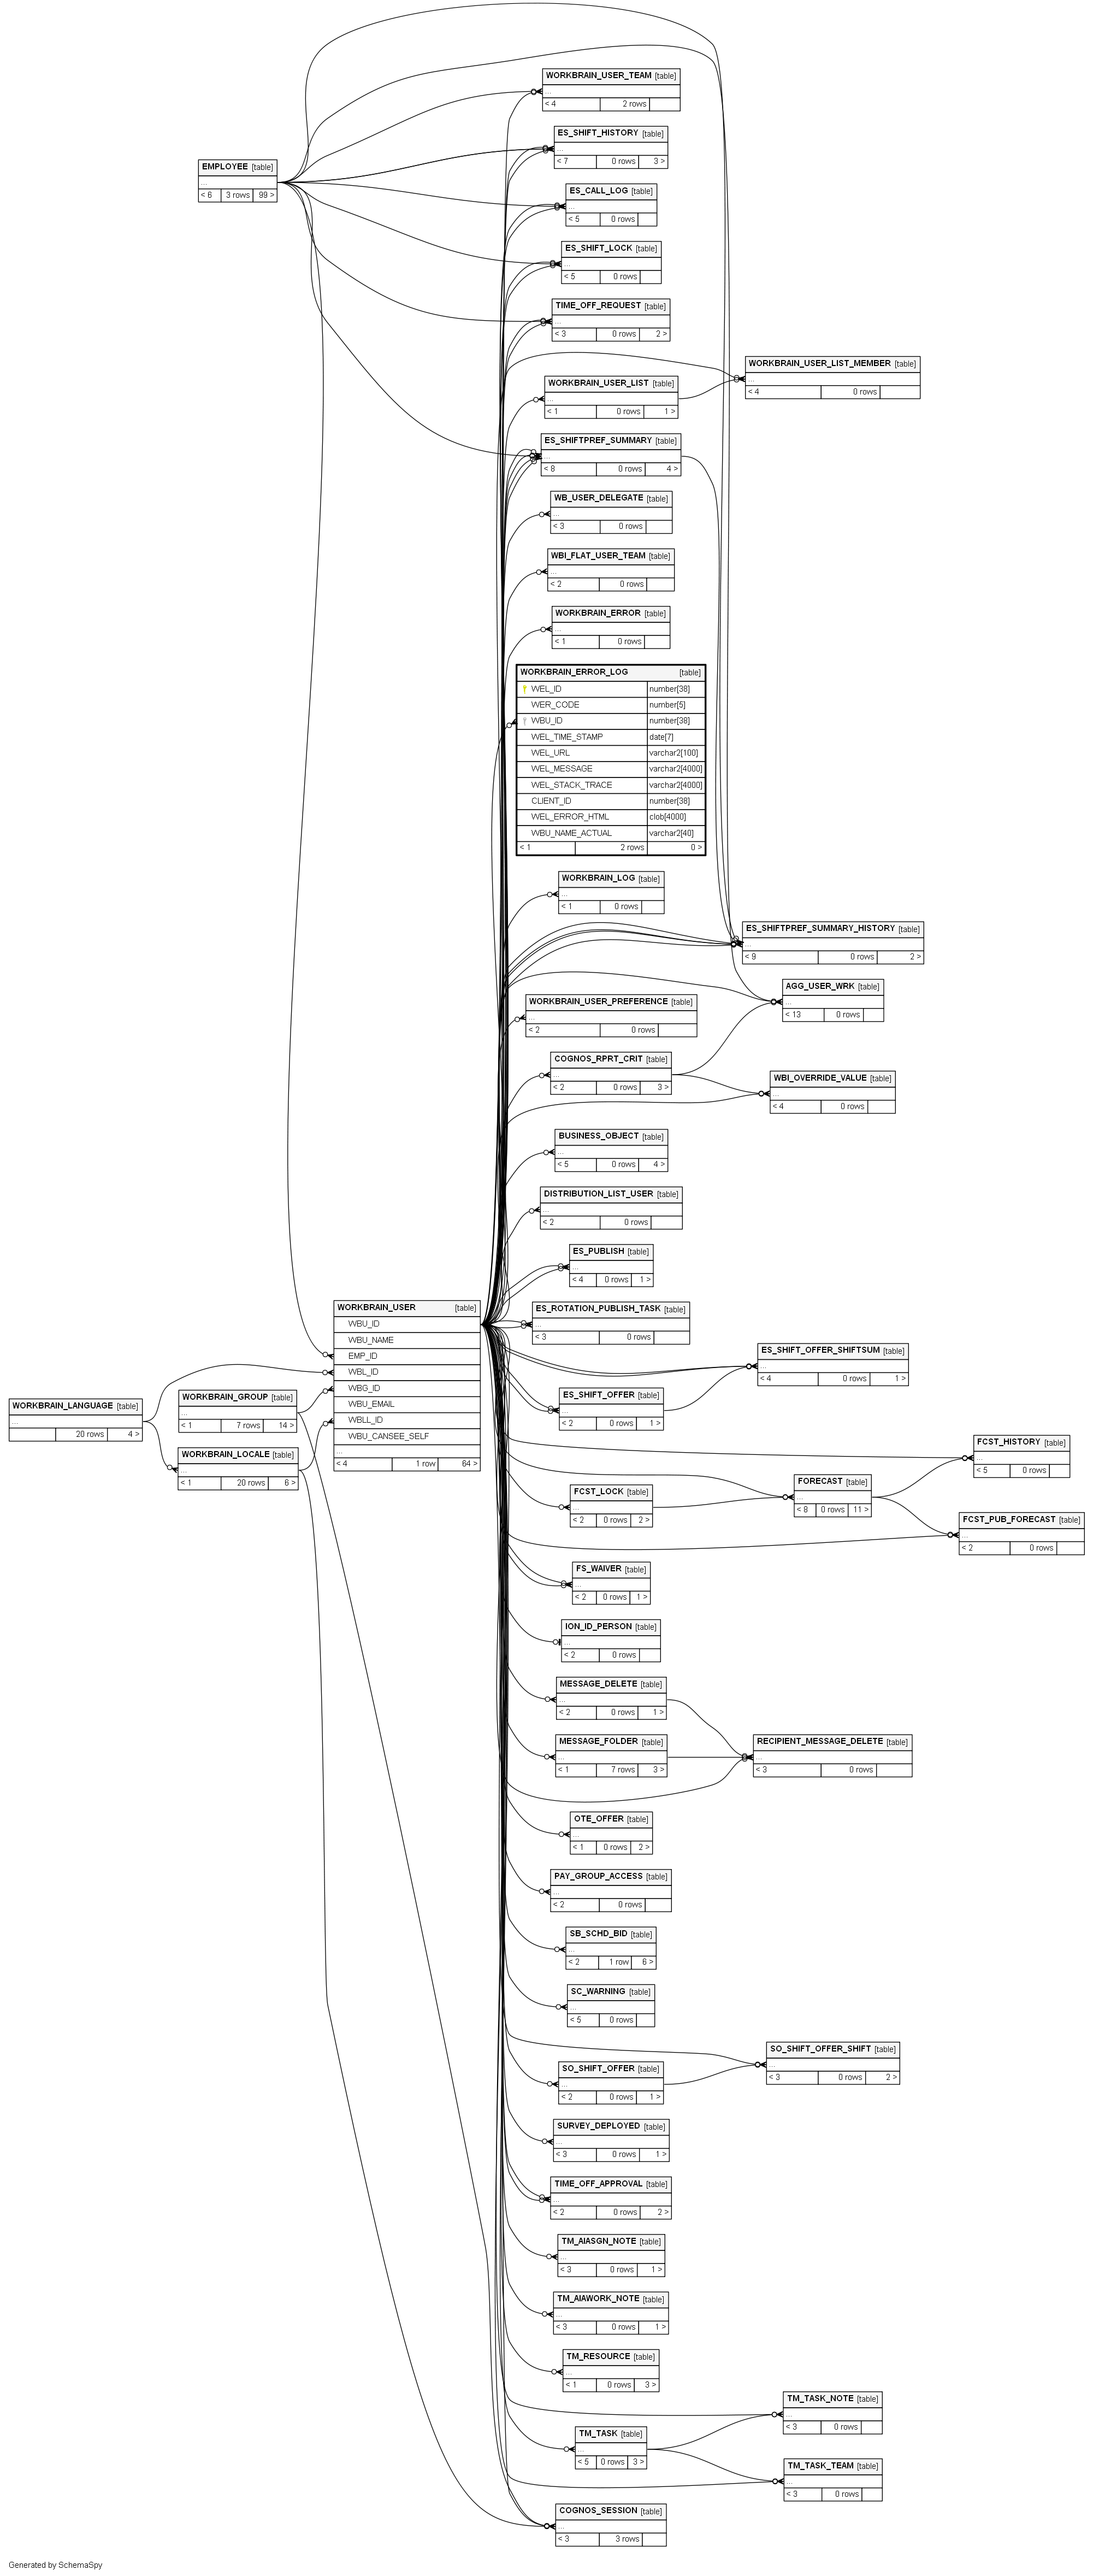 WORKBRAIN_USER_TEAM [table]
...
< 4 2 rows
ES_SHIFT_HISTORY [table]
...
< 7 0 rows 3 >
EMPLOYEE [table]
...
< 6 3 rows 99 >
ES_CALL_LOG [table]
...
< 5 0 rows
ES_SHIFT_LOCK [table]
...
< 5 0 rows
TIME_OFF_REQUEST [table]
...
< 3 0 rows 2 >
WORKBRAIN_USER_LIST_MEMBER [table]
...
< 4 0 rows
WORKBRAIN_USER_LIST [table]
...
< 1 0 rows 1 >
ES_SHIFTPREF_SUMMARY [table]
...
< 8 0 rows 4 >
WB_USER_DELEGATE [table]
...
< 3 0 rows
WBI_FLAT_USER_TEAM [table]
...
< 2 0 rows
WORKBRAIN_ERROR [table]
...
< 1 0 rows
WORKBRAIN_ERROR_LOG [table]
WEL_ID number[38]
WER_CODE number[5]
WBU_ID number[38]
WEL_TIME_STAMP date[7]
WEL_URL varchar2[100]
WEL_MESSAGE varchar2[4000]
WEL_STACK_TRACE varchar2[4000]
CLIENT_ID number[38]
WEL_ERROR_HTML clob[4000]
WBU_NAME_ACTUAL varchar2[40]
< 1 2 rows 0 >
WORKBRAIN_LOG [table]
...
< 1 0 rows
ES_SHIFTPREF_SUMMARY_HISTORY [table]
...
< 9 0 rows 2 >
AGG_USER_WRK [table]
...
< 13 0 rows
WORKBRAIN_USER_PREFERENCE [table]
...
< 2 0 rows
COGNOS_RPRT_CRIT [table]
...
< 2 0 rows 3 >
WBI_OVERRIDE_VALUE [table]
...
< 4 0 rows
BUSINESS_OBJECT [table]
...
< 5 0 rows 4 >
DISTRIBUTION_LIST_USER [table]
...
< 2 0 rows
ES_PUBLISH [table]
...
< 4 0 rows 1 >
WORKBRAIN_USER [table]
WBU_ID
WBU_NAME
EMP_ID
WBL_ID
WBG_ID
WBU_EMAIL
WBLL_ID
WBU_CANSEE_SELF
...
< 4 1 row 64 >
ES_ROTATION_PUBLISH_TASK [table]
...
< 3 0 rows
ES_SHIFT_OFFER_SHIFTSUM [table]
...
< 4 0 rows 1 >
WORKBRAIN_LANGUAGE [table]
...
20 rows 4 >
WORKBRAIN_GROUP [table]
...
< 1 7 rows 14 >
ES_SHIFT_OFFER [table]
...
< 2 0 rows 1 >
WORKBRAIN_LOCALE [table]
...
< 1 20 rows 6 >
FCST_HISTORY [table]
...
< 5 0 rows
FORECAST [table]
...
< 8 0 rows 11 >
FCST_LOCK [table]
...
< 2 0 rows 2 >
FCST_PUB_FORECAST [table]
...
< 2 0 rows
FS_WAIVER [table]
...
< 2 0 rows 1 >
ION_ID_PERSON [table]
...
< 2 0 rows
MESSAGE_DELETE [table]
...
< 2 0 rows 1 >
MESSAGE_FOLDER [table]
...
< 1 7 rows 3 >
RECIPIENT_MESSAGE_DELETE [table]
...
< 3 0 rows
OTE_OFFER [table]
...
< 1 0 rows 2 >
PAY_GROUP_ACCESS [table]
...
< 2 0 rows
SB_SCHD_BID [table]
...
< 2 1 row 6 >
SC_WARNING [table]
...
< 5 0 rows
SO_SHIFT_OFFER_SHIFT [table]
...
< 3 0 rows 2 >
SO_SHIFT_OFFER [table]
...
< 2 0 rows 1 >
SURVEY_DEPLOYED [table]
...
< 3 0 rows 1 >
TIME_OFF_APPROVAL [table]
...
< 2 0 rows 2 >
TM_AIASGN_NOTE [table]
...
< 3 0 rows 1 >
TM_AIAWORK_NOTE [table]
...
< 3 0 rows 1 >
TM_RESOURCE [table]
...
< 1 0 rows 3 >
TM_TASK_NOTE [table]
...
< 3 0 rows
TM_TASK [table]
...
< 5 0 rows 3 >
TM_TASK_TEAM [table]
...
< 3 0 rows
COGNOS_SESSION [table]
...
< 3 3 rows
Generated by SchemaSpy